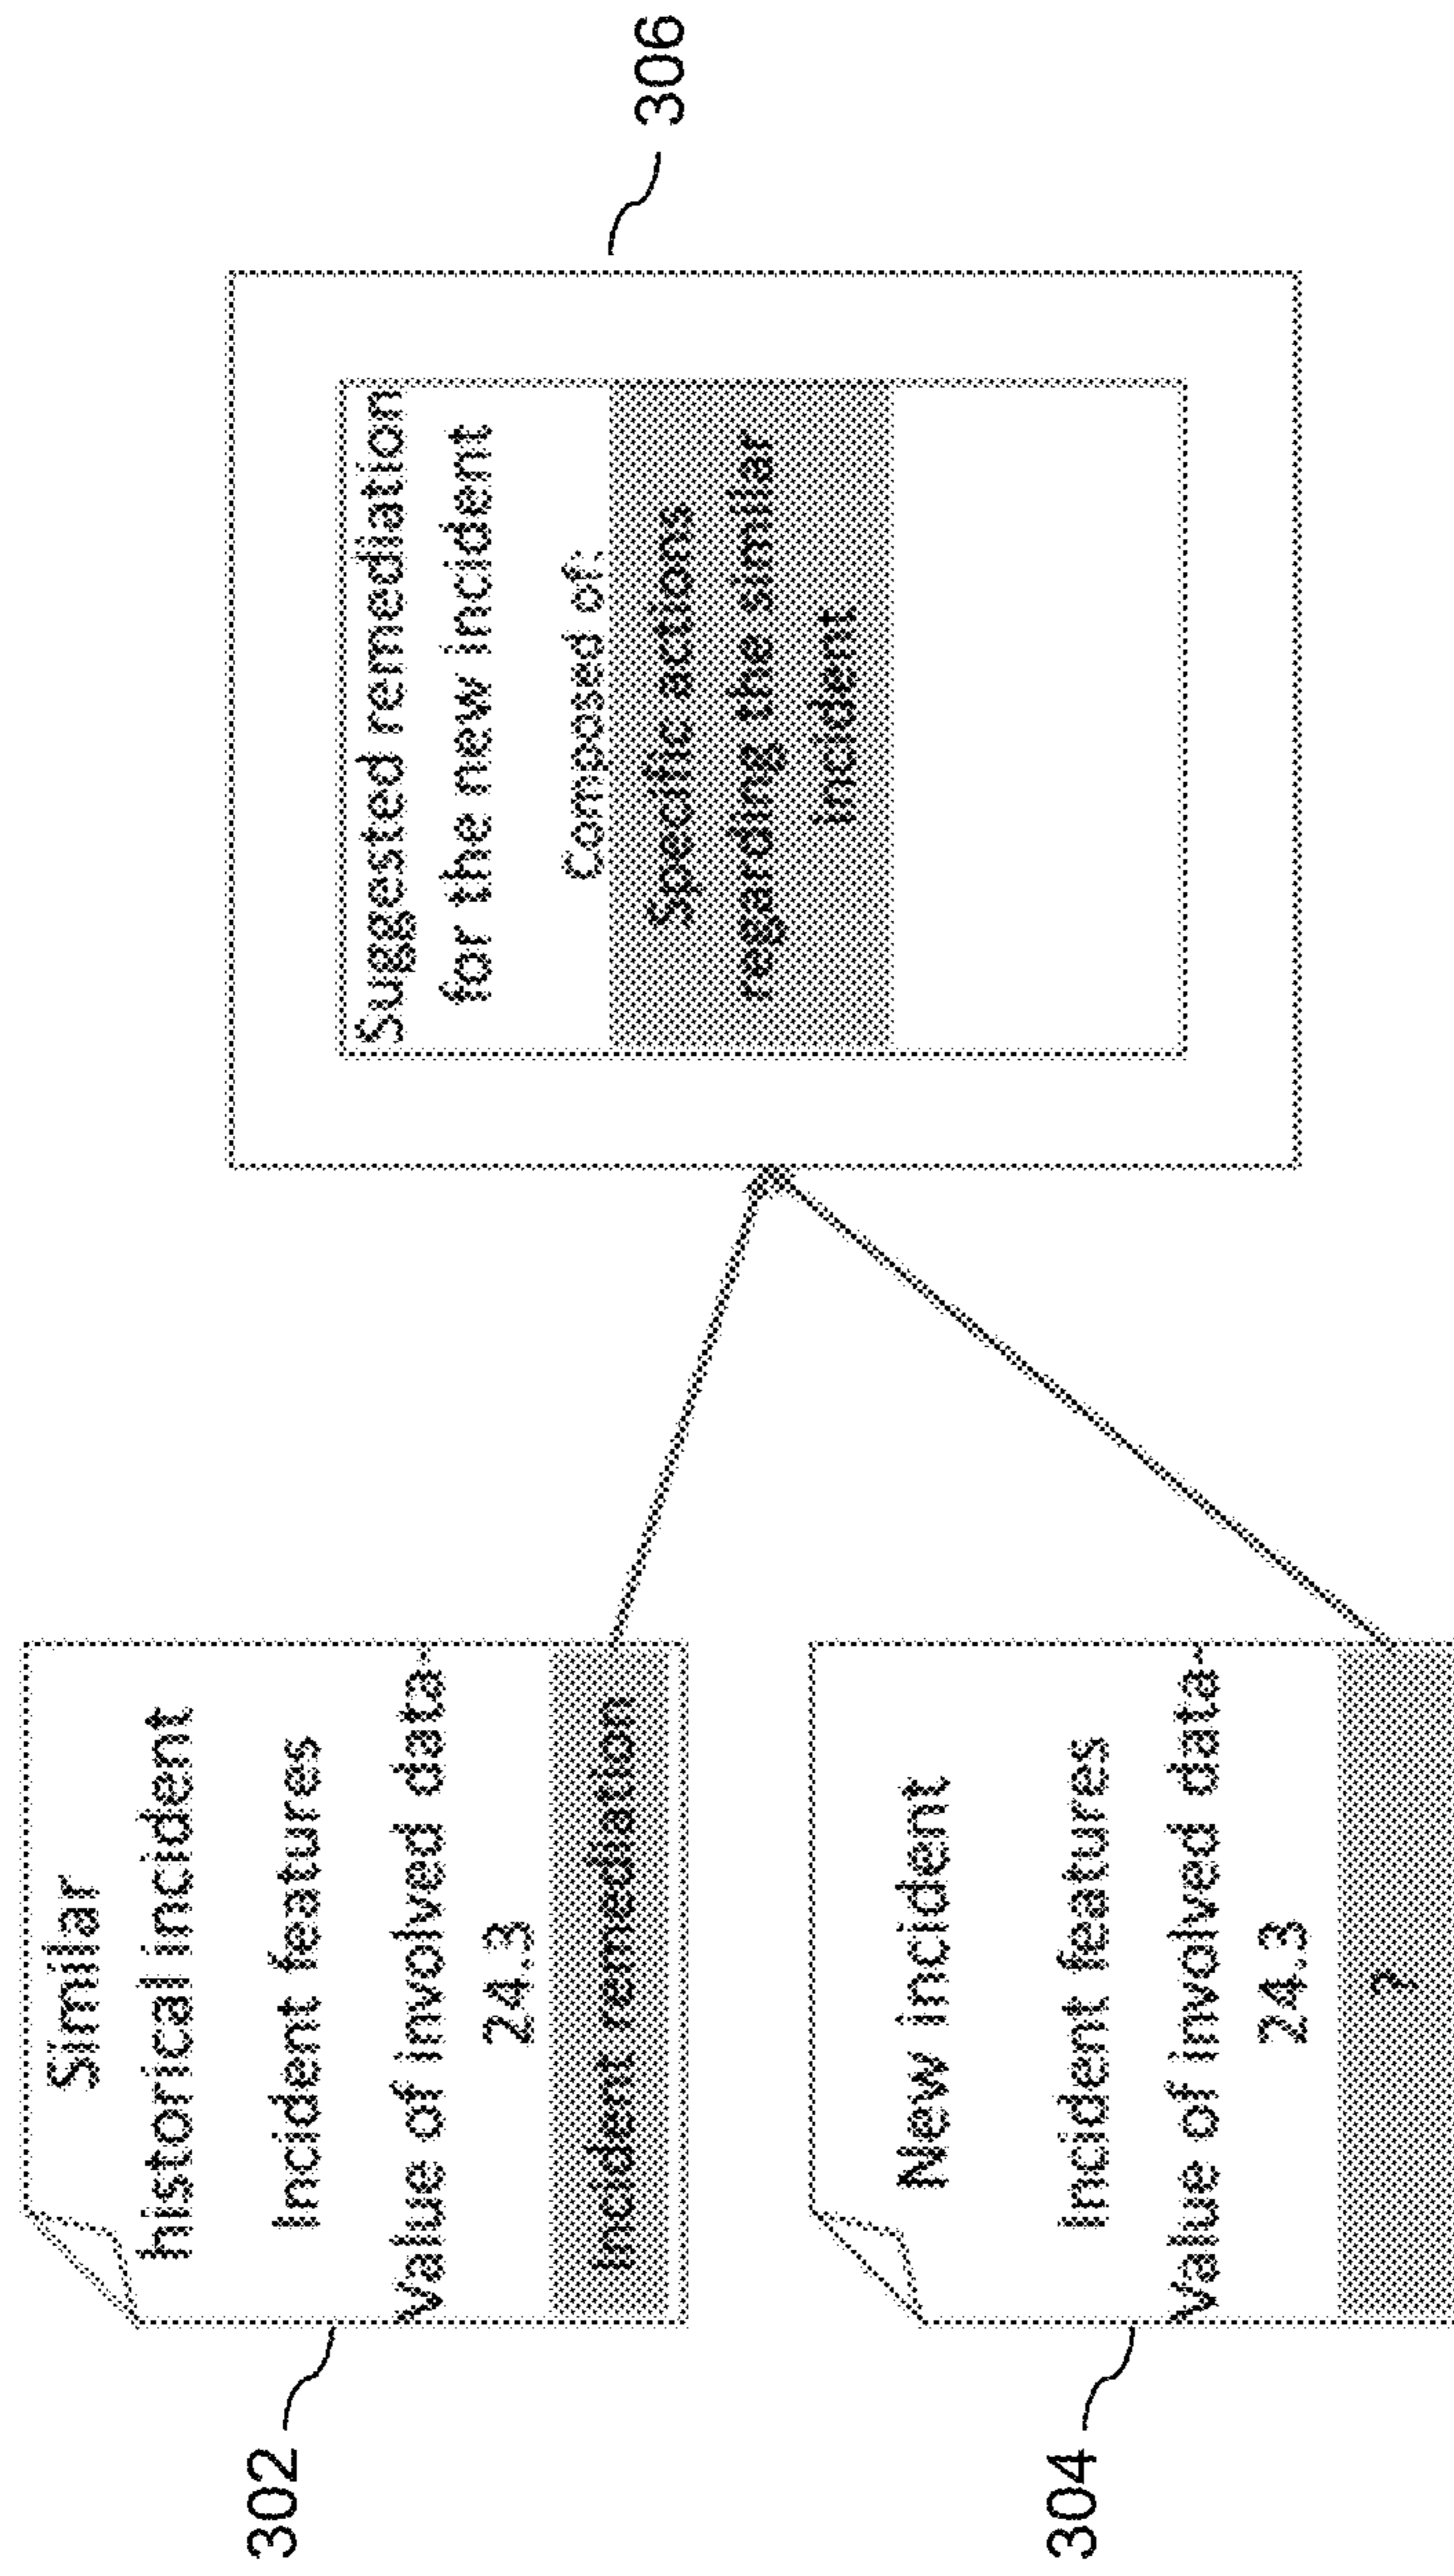 302
Similar
historical incident
Incident features
Value of involved data-
24.3
Incident remediation
304
New incident
Incident features
Value of involved data-
24.3
?
306
Suggested remediation
for the new incident
Composed of:
Specific actions
regarding the similar
incident